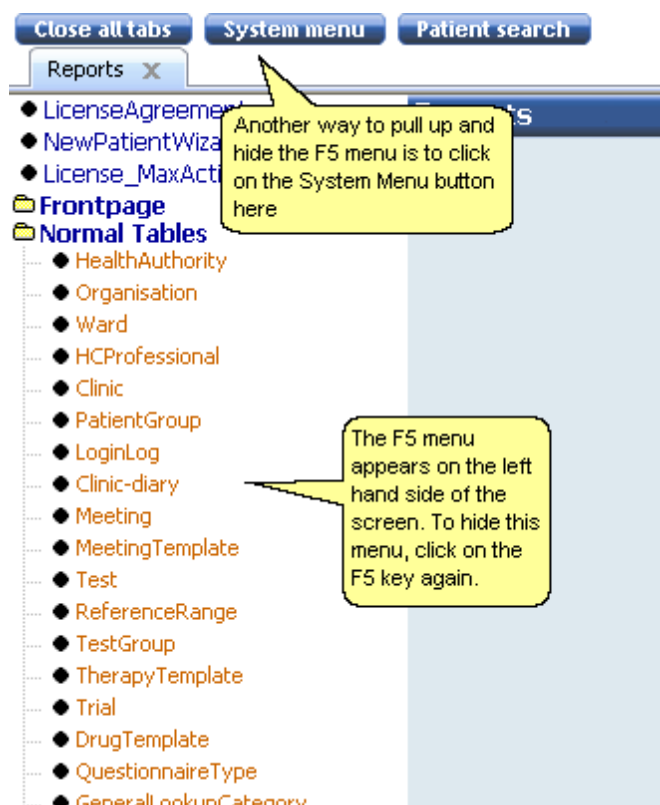 Close all tabs System menu Patient search
Reports X
LicenseAgreement
Another way to pull up and
hide the F5 menu is to click
on the System Menu button
here
Frontpage
Normal Tables
HealthAuthority
Organisation
Ward
HCProfessional
Clinic
PatientGroup
LoginLog
Clinic-diary
Meeting
MeetingTemplate
Test
ReferenceRange
TestGroup
TherapyTemplate
Trial
DrugTemplate
QuestionnaireType
GeneralLookupCategory
The F5 menu
appears on the left
hand side of the
screen. To hide this
menu, click on the
F5 key again.